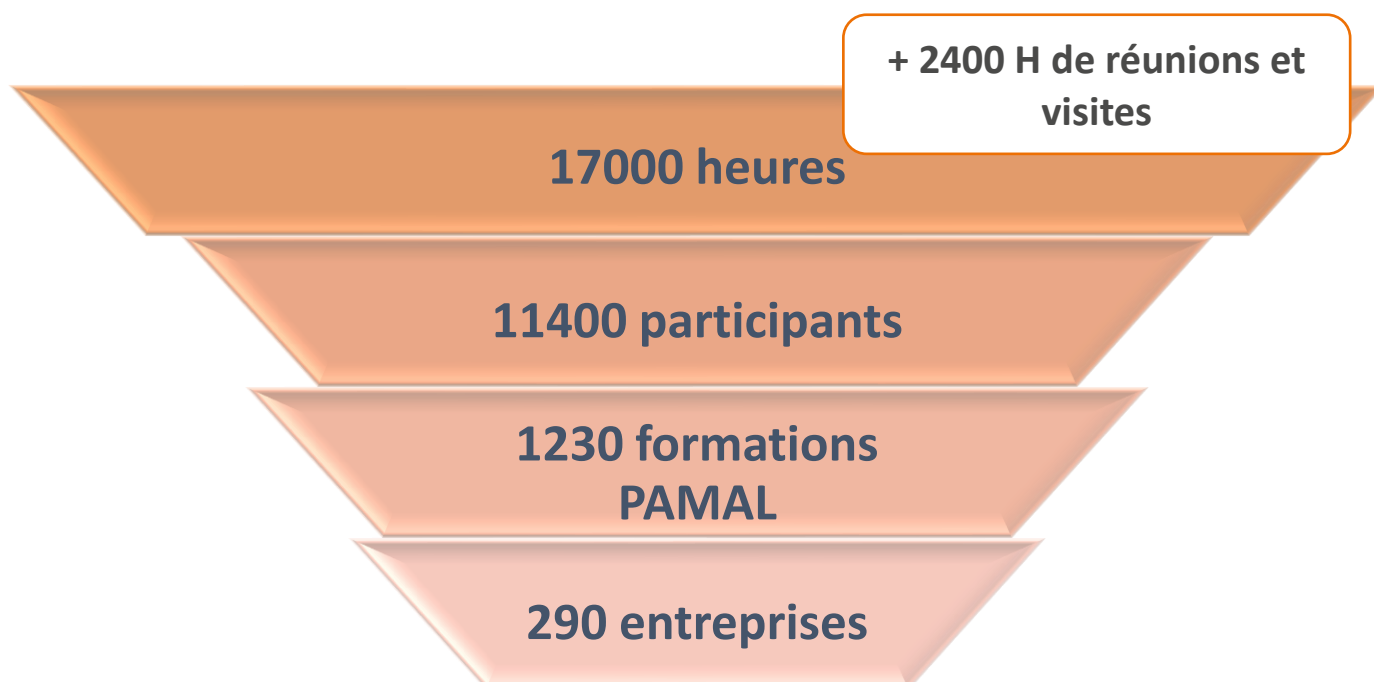 + 2400 H de réunions et
visites
17000 heures
11400 participants
1230 formations
PAMAL
290 entreprises